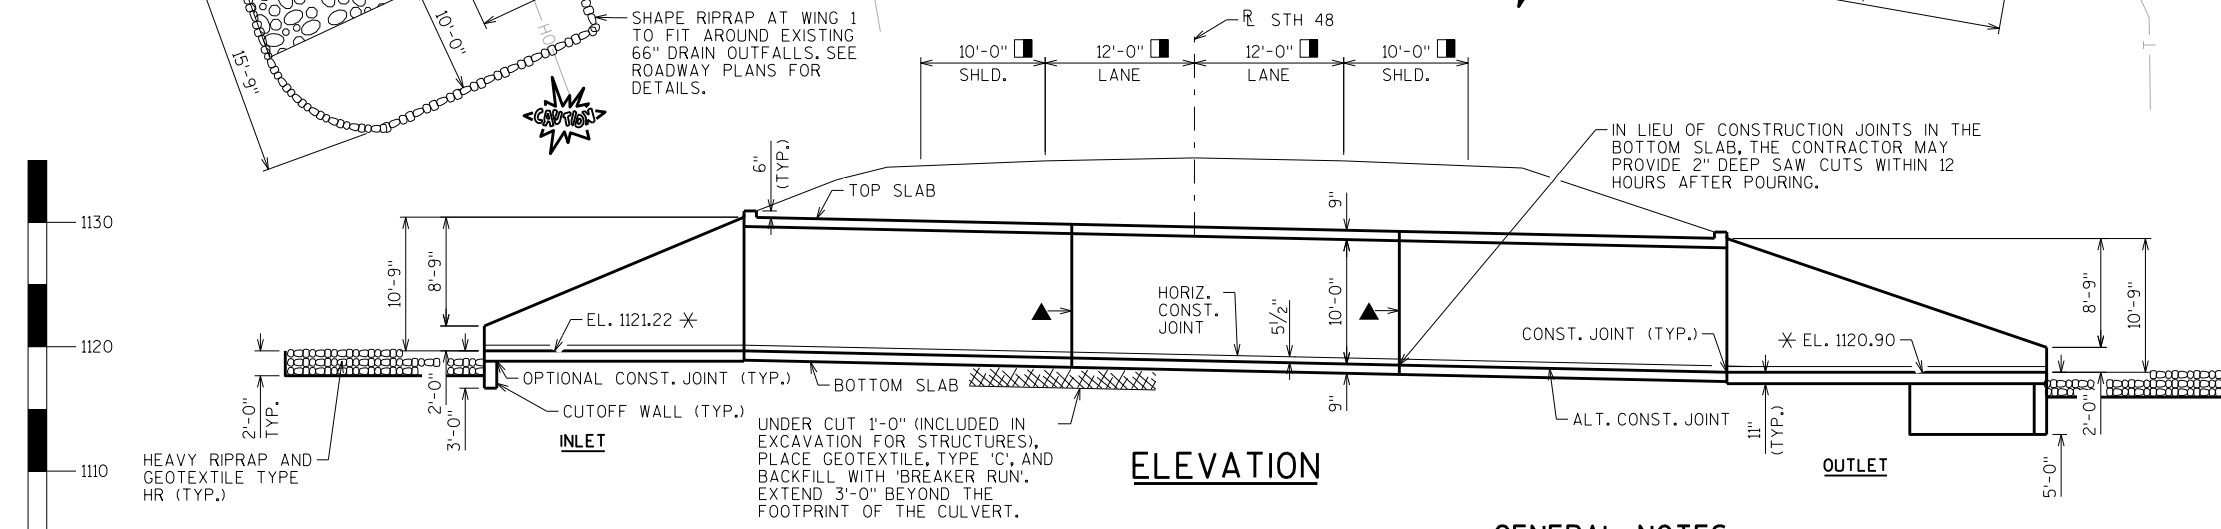 SHAPE RIPRAP AT WING 1
TO FIT AROUND EXISTING
66" DRAIN OUTFALLS. SEE
ROADWAY PLANS FOR
DETAILS.
15'-9"
10'-0"
CAUTION
℞ STH 48
10'-0"
SHLD.
12'-0"
LANE
12'-0"
LANE
10'-0"
SHLD.
IN LIEU OF CONSTRUCTION JOINTS IN THE
BOTTOM SLAB, THE CONTRACTOR MAY
PROVIDE 2" DEEP SAW CUTS WITHIN 12
HOURS AFTER POURING.
6"
(TYP.)
TOP SLAB
9"
1130
1120
1110
10'-9"
8'-9"
EL. 1121.22 *
HORIZ.
CONST.
JOINT
5½"
10'-0"
CONST. JOINT (TYP.)
* EL. 1120.90
8'-9"
10'-9"
2'-0"
TYP.
2'-0"
3'-0"
OPTIONAL CONST. JOINT (TYP.)
BOTTOM SLAB
CUTOFF WALL (TYP.)
INLET
9"
ALT. CONST. JOINT
11"
(TYP.)
2'-0"
5'-0"
OUTLET
HEAVY RIPRAP AND
GEOTEXTILE TYPE
HR (TYP.)
UNDER CUT 1'-0" (INCLUDED IN
EXCAVATION FOR STRUCTURES),
PLACE GEOTEXTILE, TYPE 'C', AND
BACKFILL WITH 'BREAKER RUN'.
EXTEND 3'-0" BEYOND THE
FOOTPRINT OF THE CULVERT.
ELEVATION
GENERAL NOTES